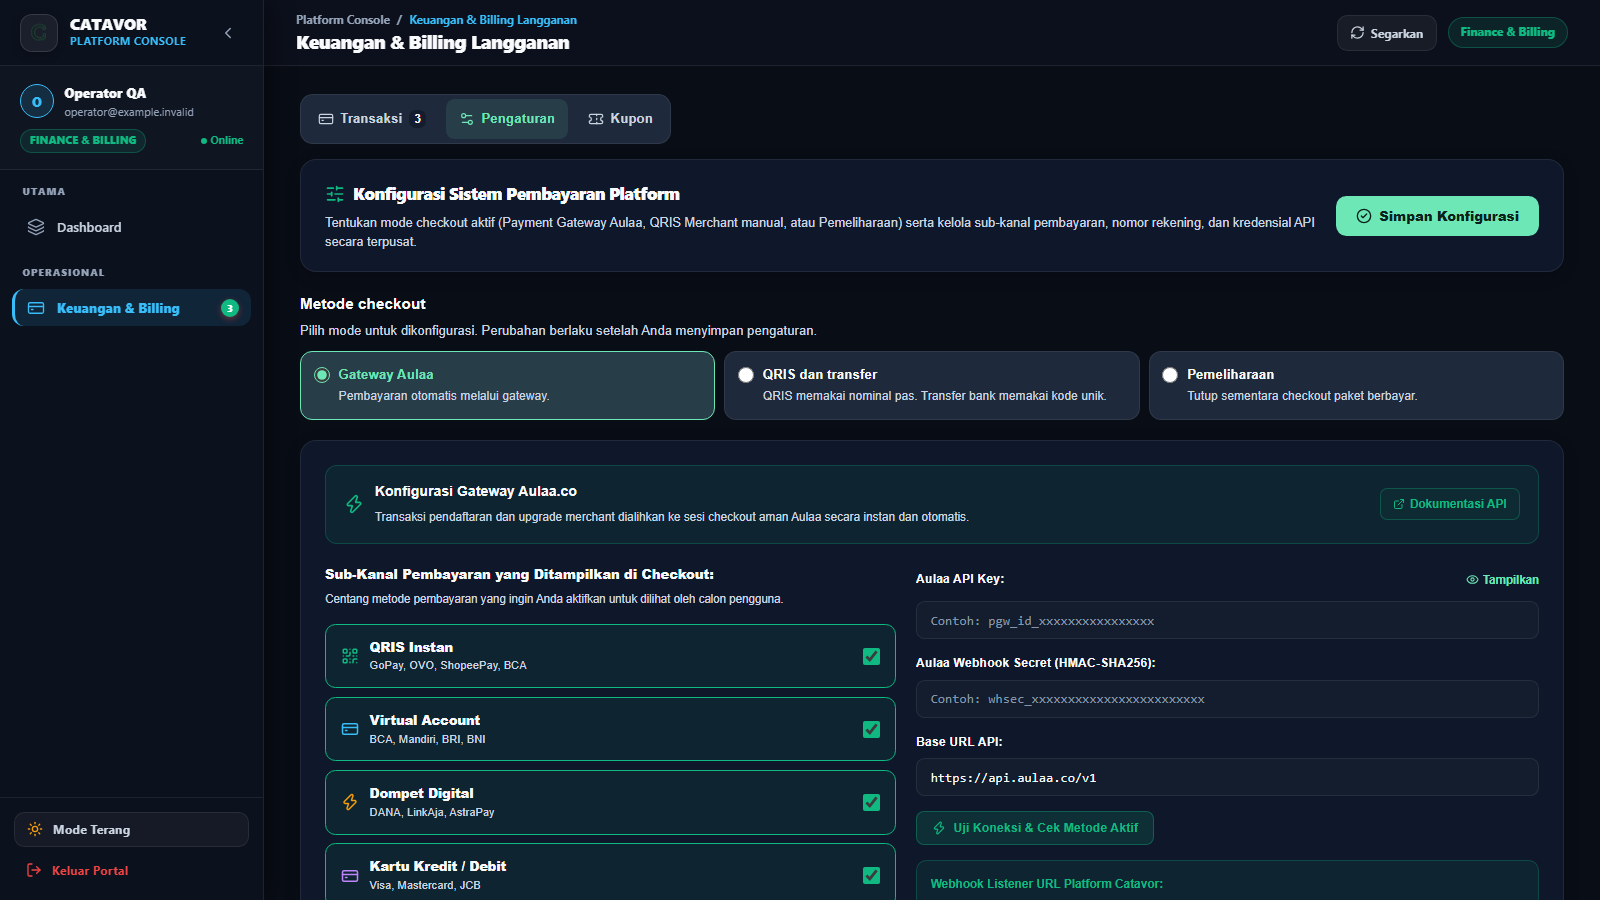 CATAVOR
PLATFORM CONSOLE
O
Operator QA
operator@example.invalid
FINANCE & BILLING
Online
UTAMA
Dashboard
OPERASIONAL
Keuangan & Billing
3
Mode Terang
Keluar Portal
Platform Console / Keuangan & Billing Langganan
Keuangan & Billing Langganan
Segarkan
Finance & Billing
Transaksi 3
Pengaturan
Kupon
Konfigurasi Sistem Pembayaran Platform
Tentukan mode checkout aktif (Payment Gateway Aulaa, QRIS Merchant manual, atau Pemeliharaan) serta kelola sub-kanal pembayaran, nomor rekening, dan kredensial API
secara terpusat.
Simpan Konfigurasi
Metode checkout
Pilih mode untuk dikonfigurasi. Perubahan berlaku setelah Anda menyimpan pengaturan.
Gateway Aulaa
Pembayaran otomatis melalui gateway.
QRIS dan transfer
QRIS memakai nominal pas. Transfer bank memakai kode unik.
Pemeliharaan
Tutup sementara checkout paket berbayar.
Konfigurasi Gateway Aulaa.co
Transaksi pendaftaran dan upgrade merchant dialihkan ke sesi checkout aman Aulaa secara instan dan otomatis.
Dokumentasi API
Sub-Kanal Pembayaran yang Ditampilkan di Checkout:
Centang metode pembayaran yang ingin Anda aktifkan untuk dilihat oleh calon pengguna.
QRIS Instan
GoPay, OVO, ShopeePay, BCA
Virtual Account
BCA, Mandiri, BRI, BNI
Dompet Digital
DANA, LinkAja, AstraPay
Kartu Kredit / Debit
Visa, Mastercard, JCB
Aulaa API Key:
Tampilkan
Contoh: pgw_id_xxxxxxxxxxxxxxxx
Aulaa Webhook Secret (HMAC-SHA256):
Contoh: whsec_xxxxxxxxxxxxxxxxxxxxxxxx
Base URL API:
https://api.aulaa.co/v1
Uji Koneksi & Cek Metode Aktif
Webhook Listener URL Platform Catavor: